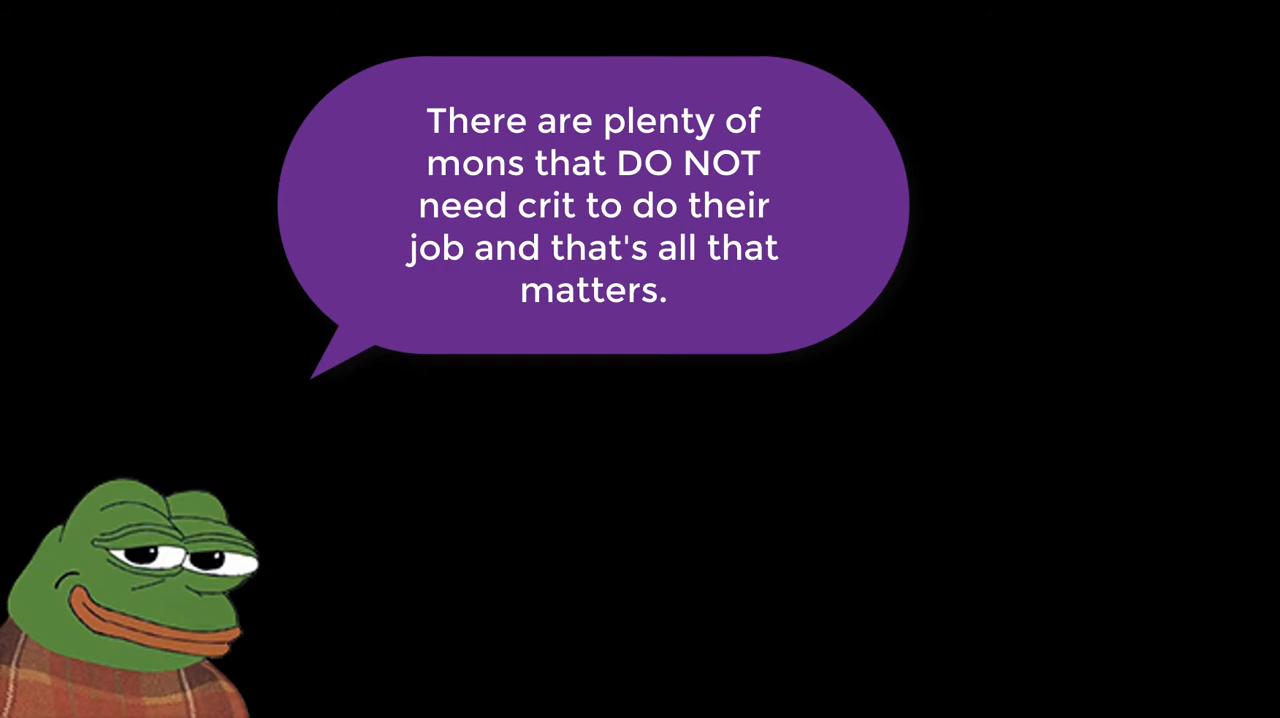 There are plenty of
mons that DO NOT
need crit to do their
job and that's all that
matters.